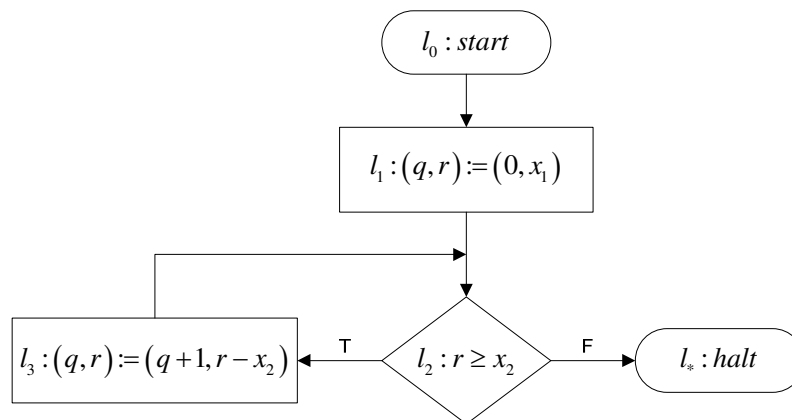 l₀ : start
l₁ : (q, r) := (0, x₁)
l₃ : (q, r) := (q+1, r − x₂)
T
l₂ : r ≥ x₂
F
l* : halt